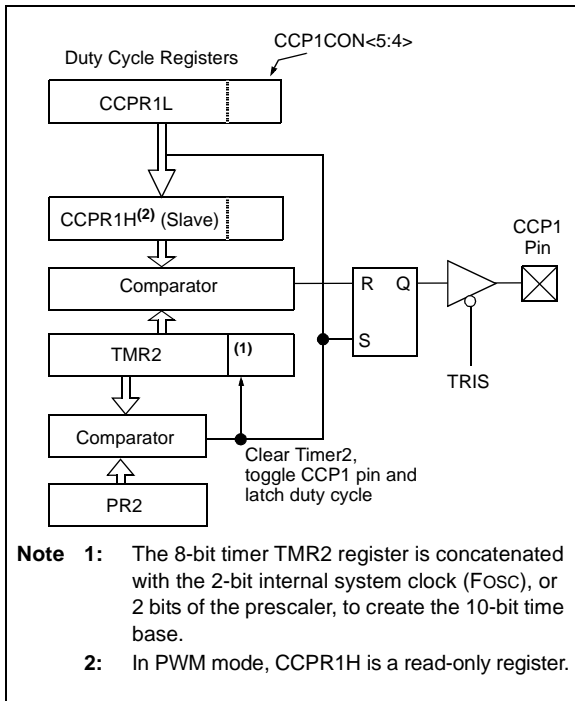 CCP1CON<5:4>
Duty Cycle Registers
CCPR1L
CCPR1H(2) (Slave)
CCP1
Pin
Comparator
R Q
S
TMR2 (1)
TRIS
Comparator
Clear Timer2,
toggle CCP1 pin and
latch duty cycle
PR2
Note 1: The 8-bit timer TMR2 register is concatenated
with the 2-bit internal system clock (FOSC), or
2 bits of the prescaler, to create the 10-bit time
base.
2: In PWM mode, CCPR1H is a read-only register.